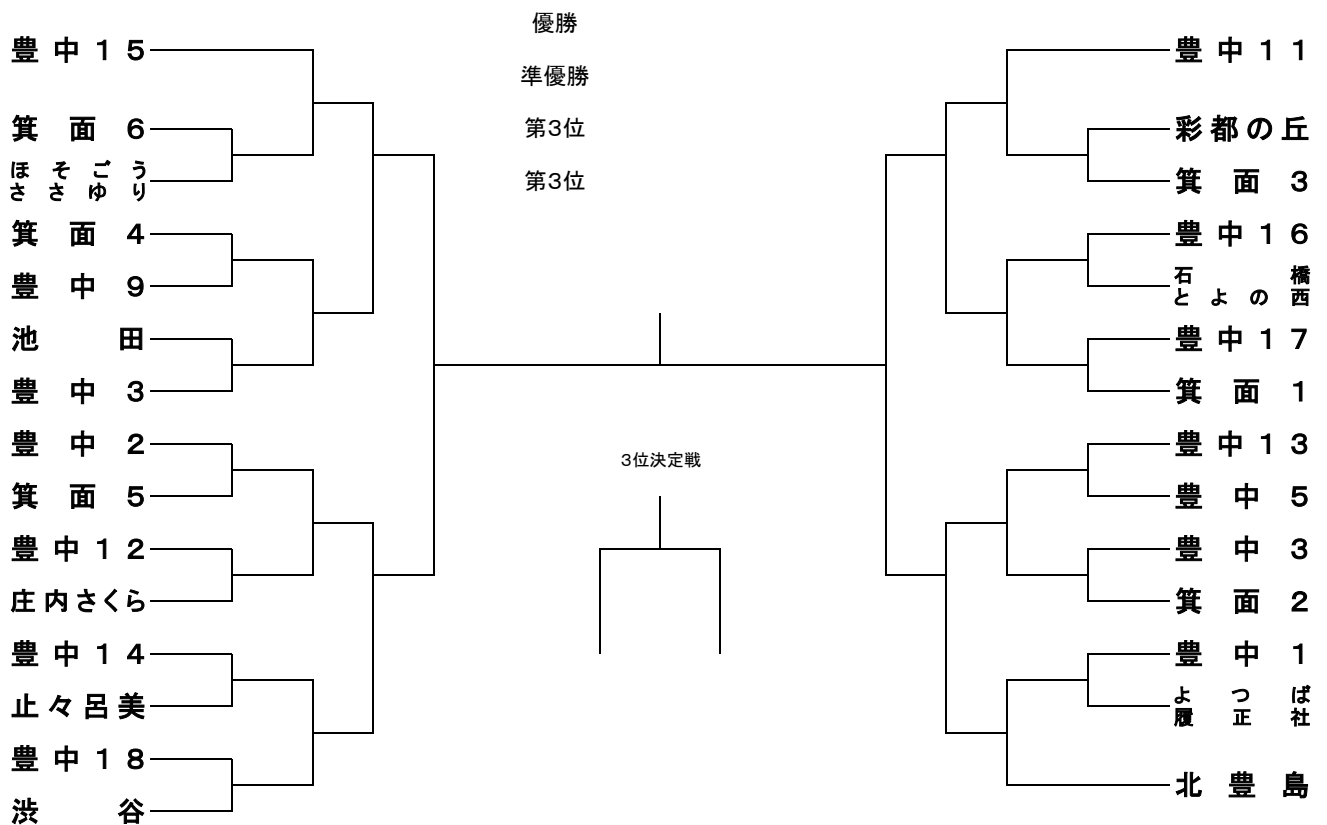 優勝
準優勝
第3位
第3位
豊中15
箕面6
ほそごう
ささゆり
箕面4
豊中9
池田
豊中3
豊中2
箕面5
豊中12
庄内さくら
豊中14
止々呂美
豊中18
渋谷
3位決定戦
豊中11
彩都の丘
箕面3
豊中16
石橋
とよの西
豊中17
箕面1
豊中13
豊中5
豊中3
箕面2
豊中1
よつば
履正社
北豊島